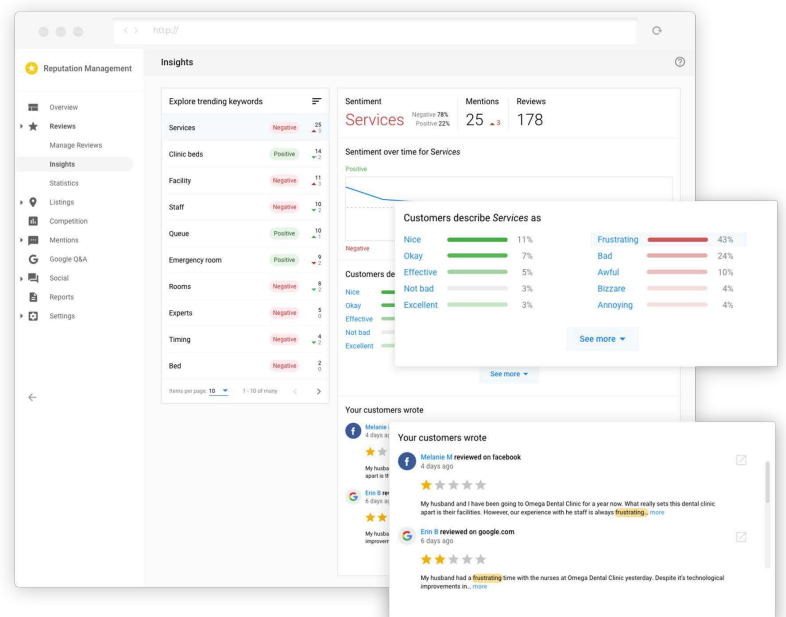 http://
Reputation Management
Insights
Overview
Reviews
Manage Reviews
Insights
Statistics
Listings
Competition
Mentions
Google Q&A
Social
Reports
Settings
Explore trending keywords
Services Negative 25 3
Clinic beds Positive 14 2
Facility Negative 11 3
Staff Negative 10 2
Queue Positive 10 1
Emergency room Positive 9 2
Rooms Negative 8 2
Experts Negative 5 0
Timing Negative 4 2
Bed Negative 2 0
Items per page: 10 1 - 10 of many
Sentiment Mentions Reviews
Services Negative 78% Positive 22% 25 3 178
Sentiment over time for Services
Positive
Negative
Customers de
Nice
Okay
Effective
Not bad
Excellent
See more
Customers describe Services as
Nice 11% Frustrating 43%
Okay 7% Bad 24%
Effective 5% Awful 10%
Not bad 3% Bizzare 4%
Excellent 3% Annoying 4%
See more
Your customers wrote
Melanie
4 days ag
My husba
apart is th
Erin B rev
6 days ag
My husba
improvem
Your customers wrote
Melanie M reviewed on facebook
4 days ago
My husband and I have been going to Omega Dental Clinic for a year now. What really sets this dental clinic
apart is their facilities. However, our experience with he staff is always frustrating... more
Erin B reviewed on google.com
6 days ago
My husband had a frustrating time with the nurses at Omega Dental Clinic yesterday. Despite it's technological
improvements in... more